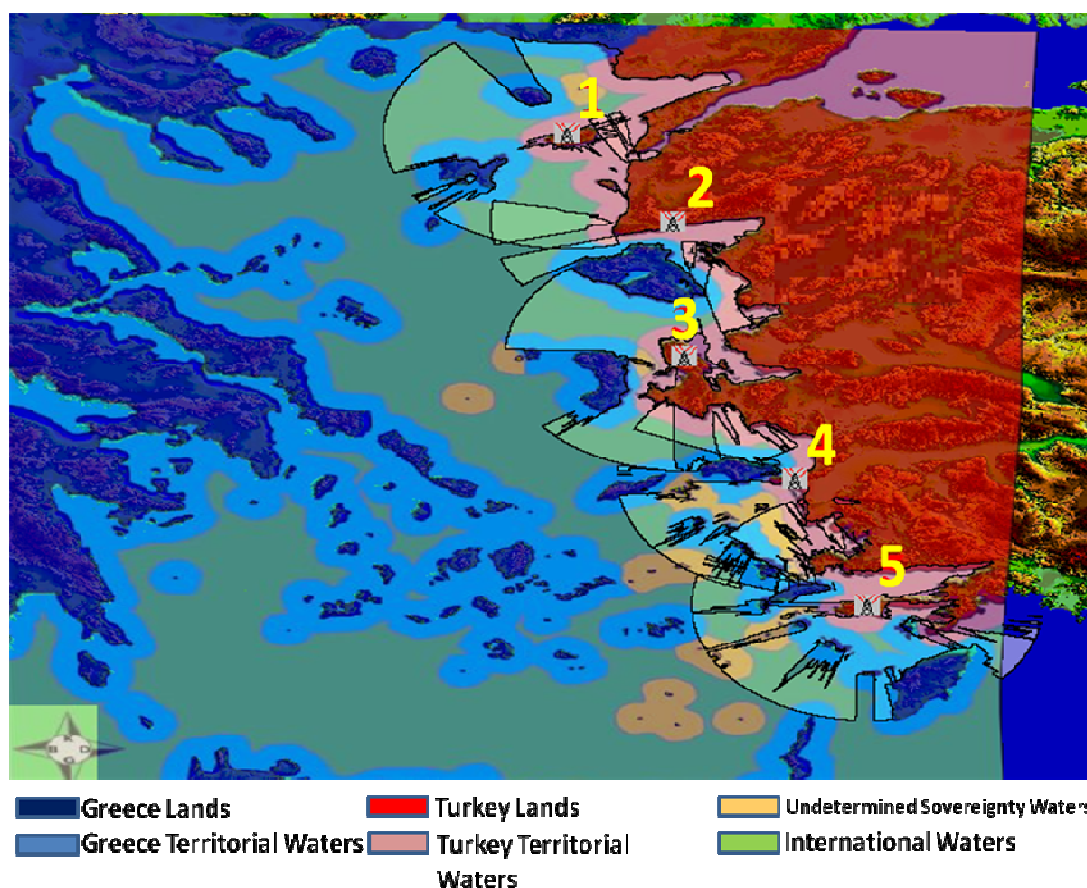 1
2
3
4
5
K
B D
G
Greece Lands
Turkey Lands
Undetermined Sovereignty Waters
Greece Territorial Waters
Turkey Territorial
Waters
International Waters